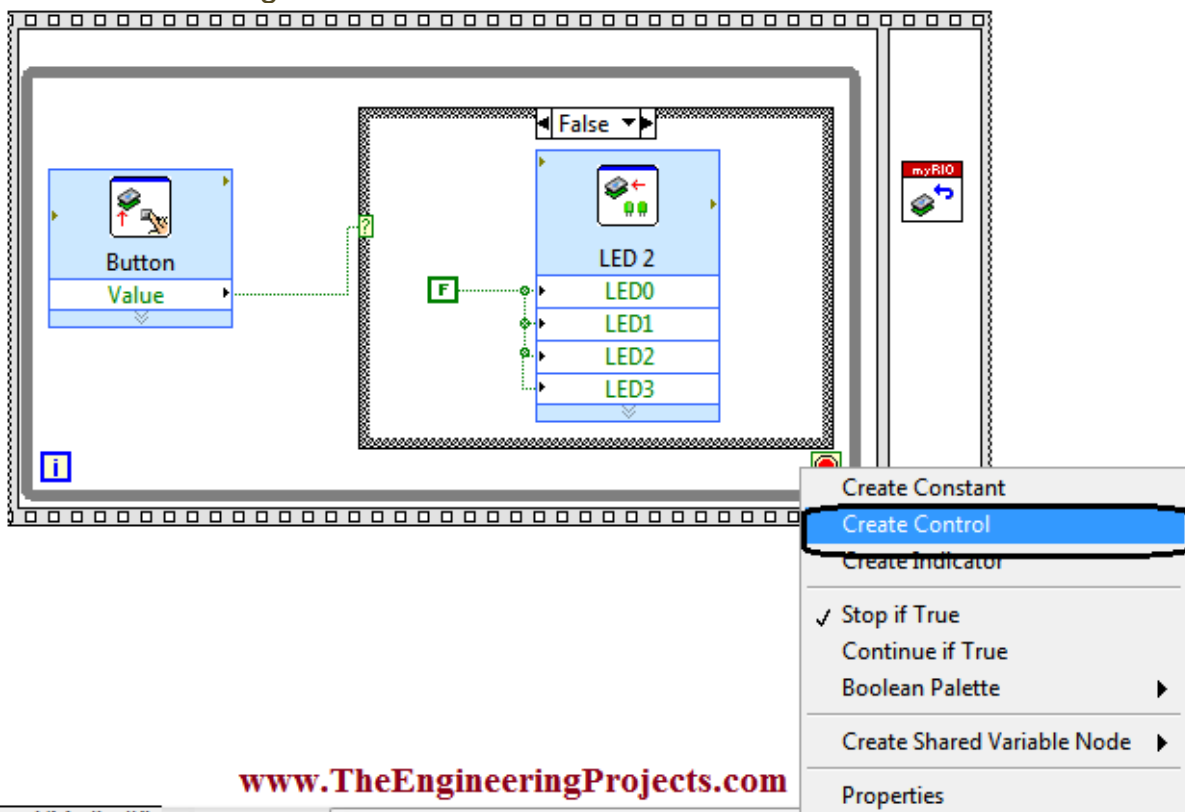 False
myRIO
?
Button
Value
LED 2
F
LED0
LED1
LED2
LED3
i
Create Constant
Create Control
Create Indicator
Stop if True
Continue if True
Boolean Palette
Create Shared Variable Node
Properties
www.TheEngineeringProjects.com